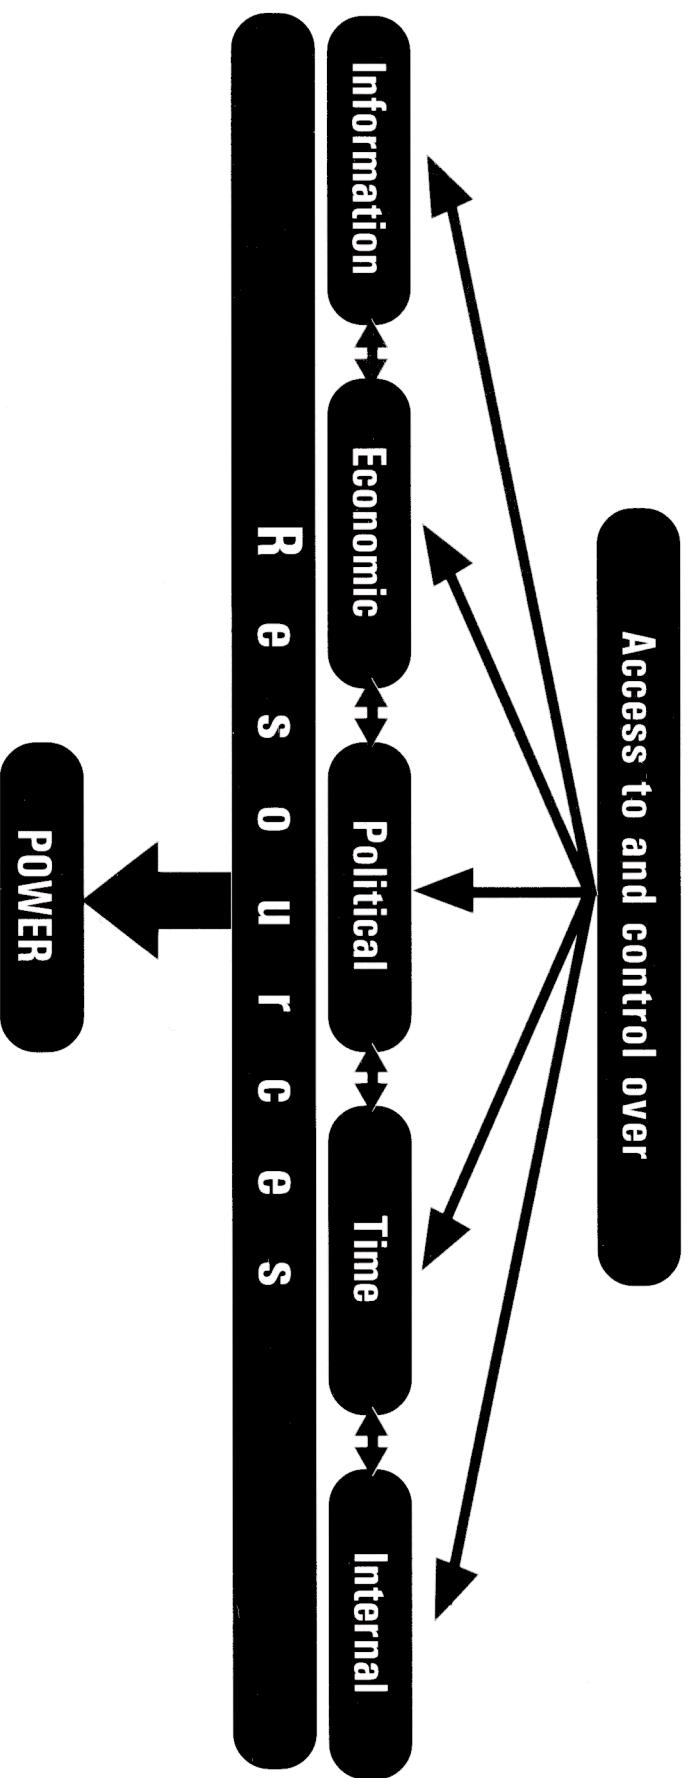 Access to and control over
Information
Economic
Political
Time
Internal
Resources
POWER